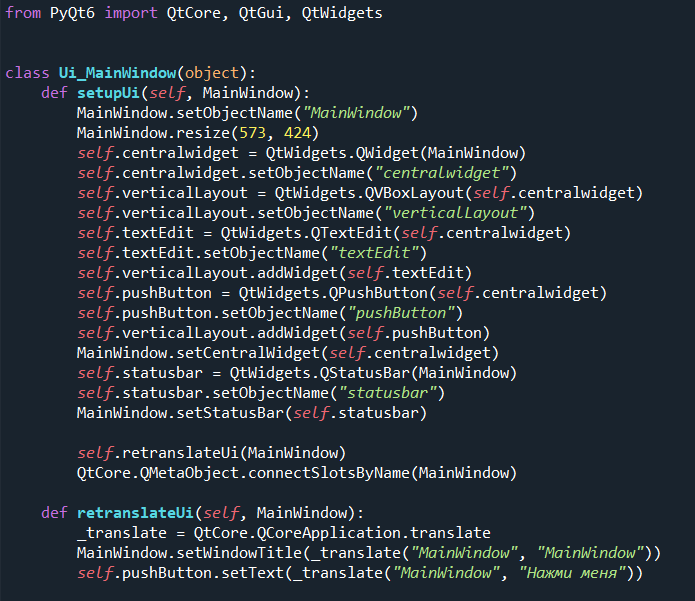 from PyQt6 import QtCore, QtGui, QtWidgets
class Ui_MainWindow(object):
    def setupUi(self, MainWindow):
        MainWindow.setObjectName("MainWindow")
        MainWindow.resize(573, 424)
        self.centralwidget = QtWidgets.QWidget(MainWindow)
        self.centralwidget.setObjectName("centralwidget")
        self.verticalLayout = QtWidgets.QVBoxLayout(self.centralwidget)
        self.verticalLayout.setObjectName("verticalLayout")
        self.textEdit = QtWidgets.QTextEdit(self.centralwidget)
        self.textEdit.setObjectName("textEdit")
        self.verticalLayout.addWidget(self.textEdit)
        self.pushButton = QtWidgets.QPushButton(self.centralwidget)
        self.pushButton.setObjectName("pushButton")
        self.verticalLayout.addWidget(self.pushButton)
        MainWindow.setCentralWidget(self.centralwidget)
        self.statusbar = QtWidgets.QStatusBar(MainWindow)
        self.statusbar.setObjectName("statusbar")
        MainWindow.setStatusBar(self.statusbar)
        self.retranslateUi(MainWindow)
        QtCore.QMetaObject.connectSlotsByName(MainWindow)
    def retranslateUi(self, MainWindow):
        _translate = QtCore.QCoreApplication.translate
        MainWindow.setWindowTitle(_translate("MainWindow", "MainWindow"))
        self.pushButton.setText(_translate("MainWindow", "Нажми меня"))